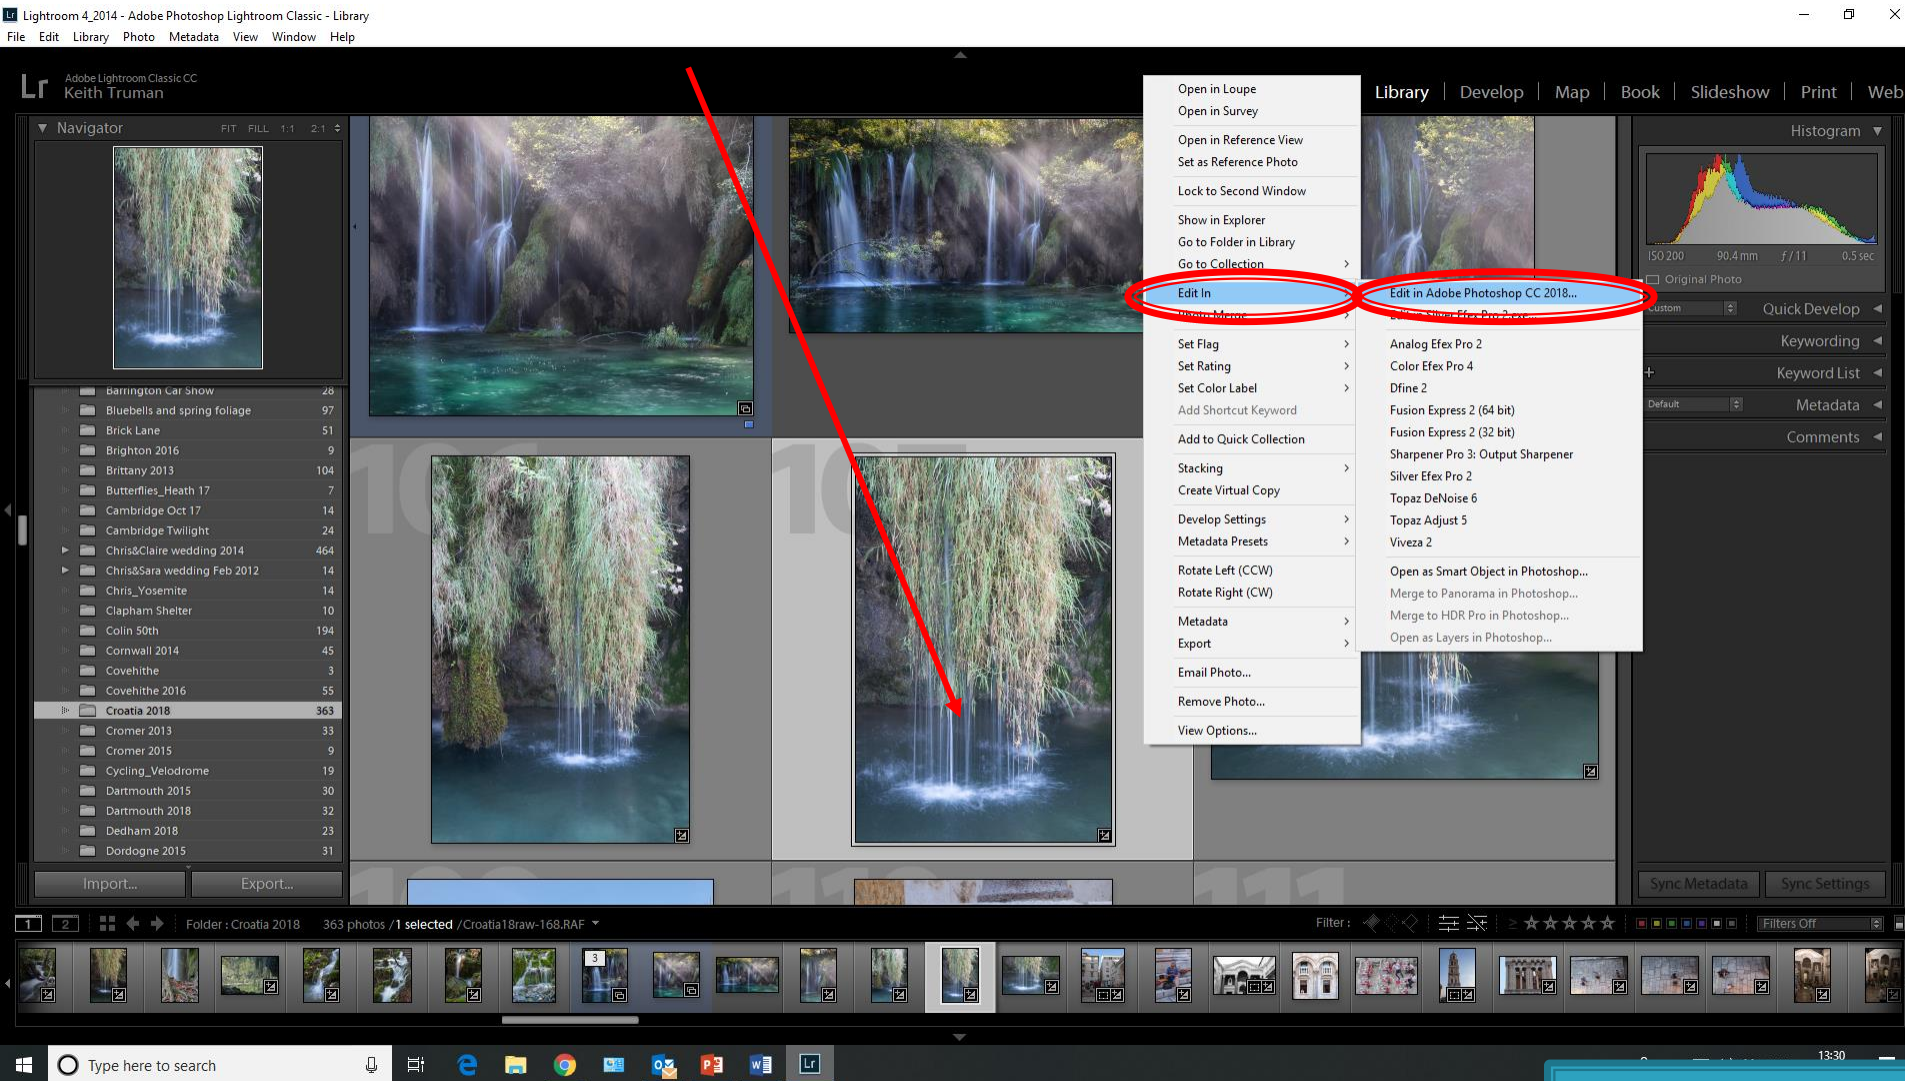 Lr Lightroom 4_2014 - Adobe Photoshop Lightroom Classic - Library
File Edit Library Photo Metadata View Window Help
Lr Adobe Lightroom Classic CC
Keith Truman
Library Develop Map Book Slideshow Print Web
Navigator FIT FILL 1:1 2:1
Barrington Car Show 28
Bluebells and spring foliage 97
Brick Lane 51
Brighton 2016 9
Brittany 2013 104
Butterflies_Heath 17 7
Cambridge Oct 17 14
Cambridge Twilight 24
Chris&Claire wedding 2014 464
Chris&Sara wedding Feb 2012 14
Chris_Yosemite 14
Clapham Shelter 10
Colin 50th 194
Cornwall 2014 45
Covehithe 3
Covehithe 2016 55
Croatia 2018 363
Cromer 2013 33
Cromer 2015 9
Cycling_Velodrome 19
Dartmouth 2015 30
Dartmouth 2018 32
Dedham 2018 23
Dordogne 2015 31
Import... Export...
106 107
111
Open in Loupe
Open in Survey
Open in Reference View
Set as Reference Photo
Lock to Second Window
Show in Explorer
Go to Folder in Library
Go to Collection
Edit In
Photo Merge
Set Flag
Set Rating
Set Color Label
Add Shortcut Keyword
Add to Quick Collection
Stacking
Create Virtual Copy
Develop Settings
Metadata Presets
Rotate Left (CCW)
Rotate Right (CW)
Metadata
Export
Email Photo...
Remove Photo...
View Options...
Edit in Adobe Photoshop CC 2018...
Edit in Silver Efex Pro 2.exe...
Analog Efex Pro 2
Color Efex Pro 4
Dfine 2
Fusion Express 2 (64 bit)
Fusion Express 2 (32 bit)
Sharpener Pro 3: Output Sharpener
Silver Efex Pro 2
Topaz DeNoise 6
Topaz Adjust 5
Viveza 2
Open as Smart Object in Photoshop...
Merge to Panorama in Photoshop...
Merge to HDR Pro in Photoshop...
Open as Layers in Photoshop...
Histogram
ISO 200 90.4 mm ƒ / 11 0.5 sec
Original Photo
Custom Quick Develop
Keywording
Keyword List
Default Metadata
Comments
Sync Metadata Sync Settings
1 2 Folder : Croatia 2018 363 photos / 1 selected / Croatia18raw-168.RAF Filter : ≥ Filters Off
3
Type here to search 13:30